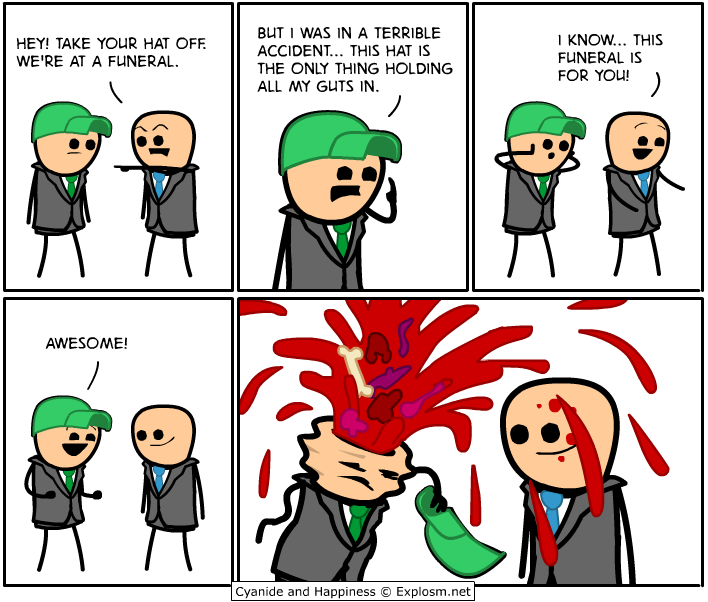 HEY! TAKE YOUR HAT OFF.
WE'RE AT A FUNERAL.
BUT I WAS IN A TERRIBLE
ACCIDENT... THIS HAT IS
THE ONLY THING HOLDING
ALL MY GUTS IN.
I KNOW... THIS
FUNERAL IS
FOR YOU!
AWESOME!
Cyanide and Happiness © Explosm.net